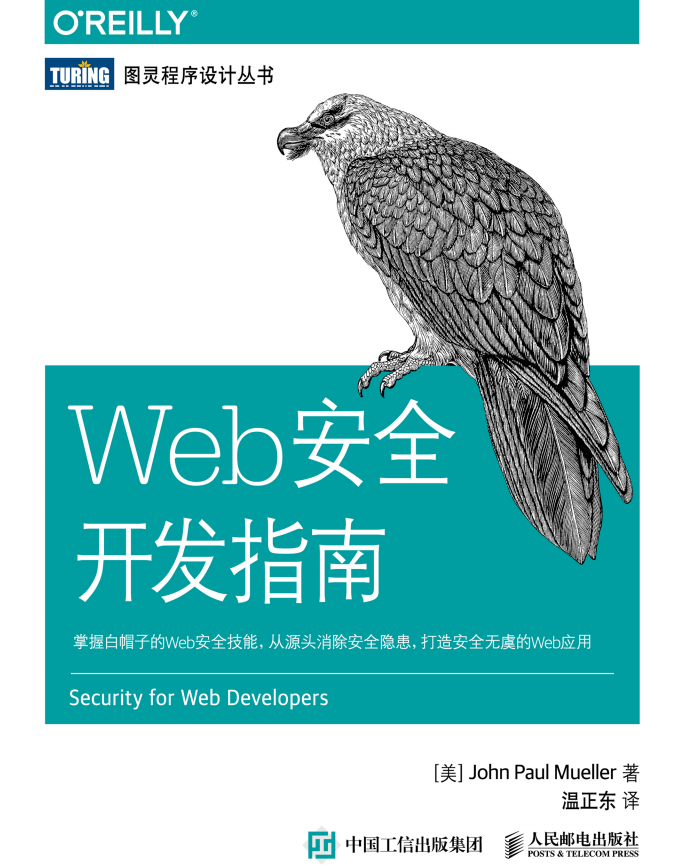 O'REILLY®
TURING 图灵程序设计丛书
Web安全
开发指南
掌握白帽子的Web安全技能，从源头消除安全隐患，打造安全无虞的Web应用
Security for Web Developers
[美] John Paul Mueller 著
温正东 译
中国工信出版集团 人民邮电出版社
POSTS & TELECOM PRESS